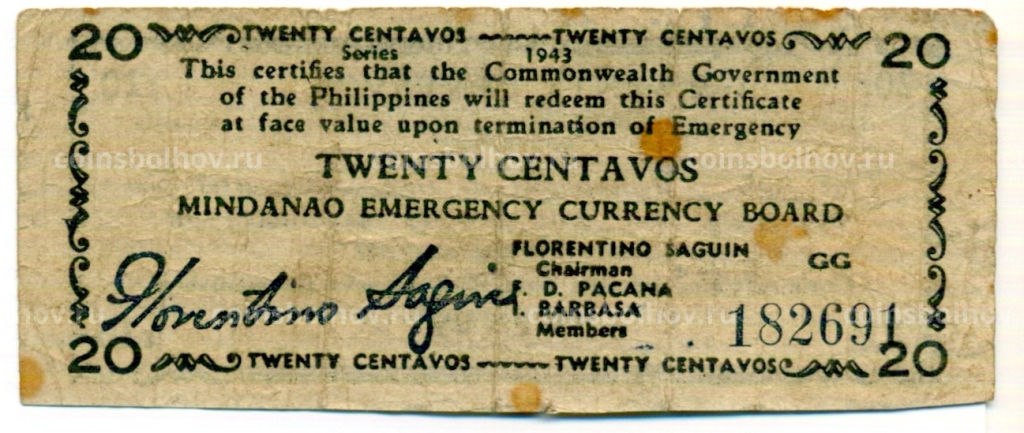 20 TWENTY CENTAVOS TWENTY CENTAVOS 20
Series 1943
This certifies that the Commonwealth Government
of the Philippines will redeem this Certificate
at face value upon termination of Emergency
TWENTY CENTAVOS
MINDANAO EMERGENCY CURRENCY BOARD
FLORENTINO SAGUIN
Chairman
GG
F. D. PACANA
I. BARBASA
Members
Florentino Saguin
182691
20 TWENTY CENTAVOS TWENTY CENTAVOS 20
coinsbolhov.ru